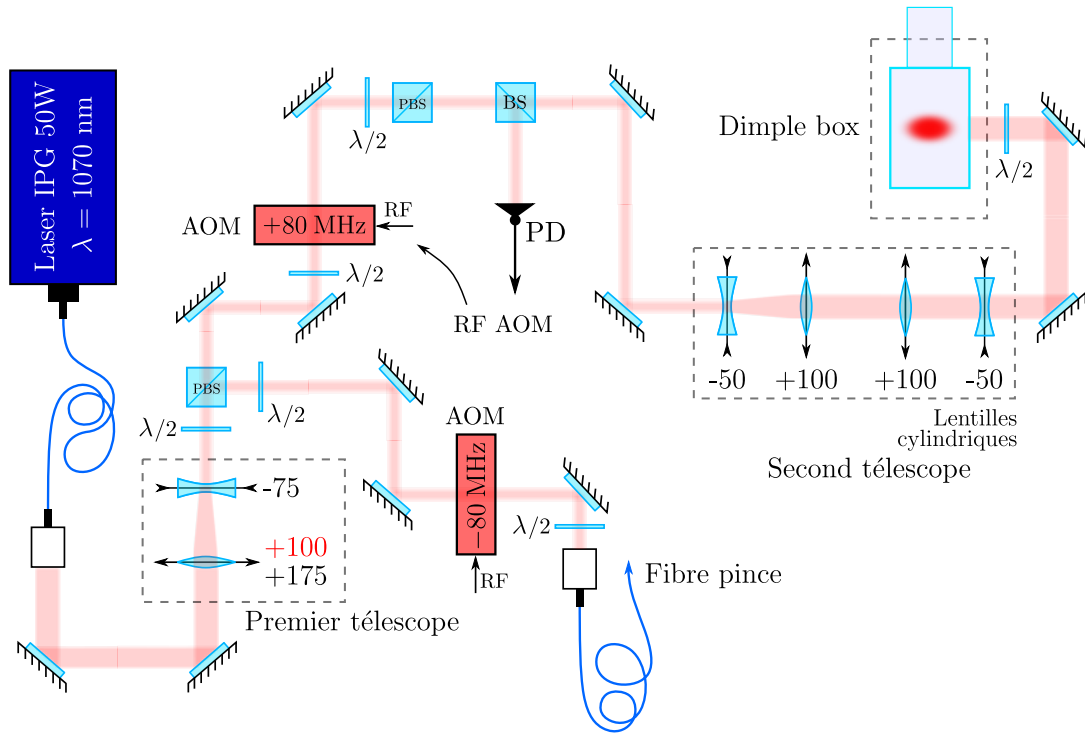 Laser IPG 50W
λ = 1070 nm
PBS
BS
λ/2
Dimple box
λ/2
AOM
+80 MHz
RF
PD
λ/2
RF AOM
PBS
λ/2
λ/2
-50
+100
+100
-50
Lentilles
cylindriques
Second télescope
AOM
−80 MHz
RF
λ/2
-75
+100
+175
Premier télescope
Fibre pince